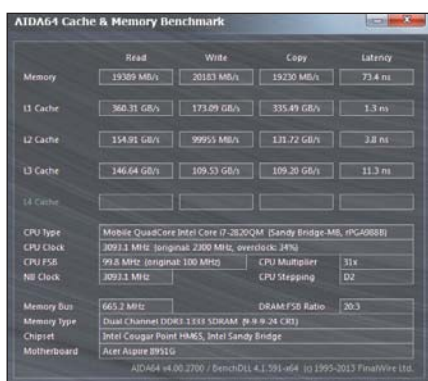 AIDA64 Cache & Memory Benchmark
Read Write Copy Latency
Memory 19389 MB/s 20183 MB/s 19230 MB/s 73.4 ns
L1 Cache 360.31 GB/s 173.09 GB/s 335.49 GB/s 1.3 ns
L2 Cache 154.91 GB/s 99955 MB/s 131.72 GB/s 3.8 ns
L3 Cache 146.64 GB/s 109.53 GB/s 109.20 GB/s 11.3 ns
L4 Cache
CPU Type Mobile QuadCore Intel Core i7-2820QM (Sandy Bridge-MB, rPGA988B)
CPU Clock 3093.1 MHz (original: 2300 MHz, overclock: 34%)
CPU FSB 99.8 MHz (original: 100 MHz) CPU Multiplier 31x
NB Clock 3093.1 MHz CPU Stepping D2
Memory Bus 665.2 MHz DRAM:FSB Ratio 20:3
Memory Type Dual Channel DDR3-1333 SDRAM (9-9-9-24 CR1)
Chipset Intel Cougar Point HM65, Intel Sandy Bridge
Motherboard Acer Aspire 8951G
AIDA64 v4.00.2700 / BenchDLL 4.1.591-x64 (c) 1995-2013 FinalWire Ltd.